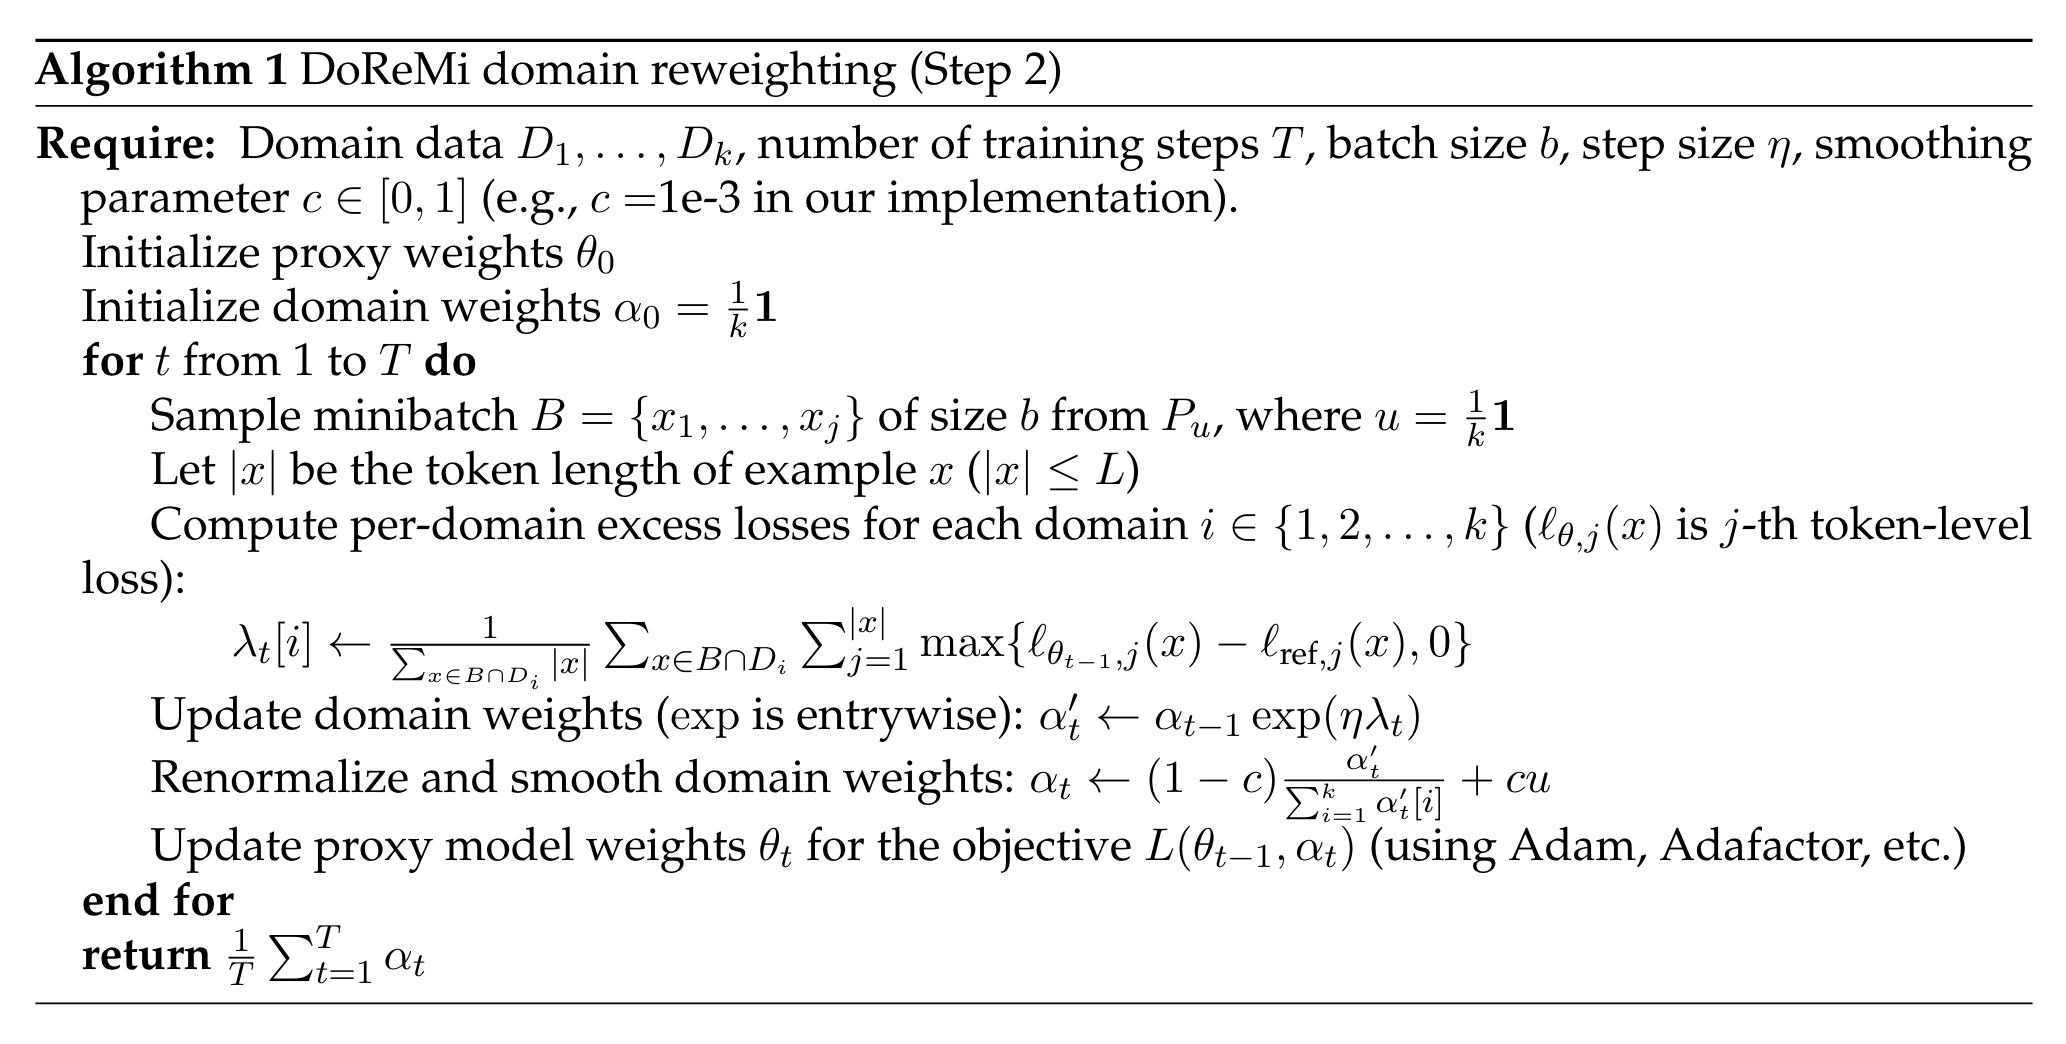 Algorithm 1 DoReMi domain reweighting (Step 2)
Require: Domain data $D_1, \ldots, D_k$, number of training steps $T$, batch size $b$, step size $\eta$, smoothing
parameter $c \in [0, 1]$ (e.g., $c =$1e-3 in our implementation).
Initialize proxy weights $\theta_0$
Initialize domain weights $\alpha_0 = \frac{1}{k}\mathbf{1}$
for $t$ from 1 to $T$ do
Sample minibatch $B = \{x_1, \ldots, x_j\}$ of size $b$ from $P_u$, where $u = \frac{1}{k}\mathbf{1}$
Let $|x|$ be the token length of example $x$ ($|x| \leq L$)
Compute per-domain excess losses for each domain $i \in \{1, 2, \ldots, k\}$ ($\ell_{\theta,j}(x)$ is $j$-th token-level
loss):
$\lambda_t[i] \leftarrow \frac{1}{\sum_{x \in B \cap D_i} |x|} \sum_{x \in B \cap D_i} \sum_{j=1}^{|x|} \max\{\ell_{\theta_{t-1},j}(x) - \ell_{\text{ref},j}(x), 0\}$
Update domain weights (exp is entrywise): $\alpha_t' \leftarrow \alpha_{t-1} \exp(\eta \lambda_t)$
Renormalize and smooth domain weights: $\alpha_t \leftarrow (1 - c) \frac{\alpha_t'}{\sum_{i=1}^{k} \alpha_t'[i]} + cu$
Update proxy model weights $\theta_t$ for the objective $L(\theta_{t-1}, \alpha_t)$ (using Adam, Adafactor, etc.)
end for
return $\frac{1}{T} \sum_{t=1}^{T} \alpha_t$